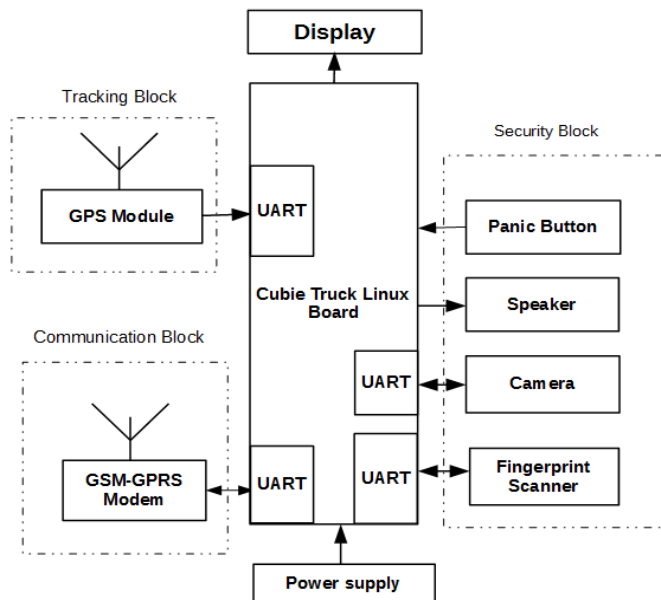 Display
Tracking Block
GPS Module
UART
Security Block
Panic Button
Cubie Truck Linux
Board
Speaker
Communication Block
UART
Camera
GSM-GPRS
Modem
UART
UART
Fingerprint
Scanner
Power supply